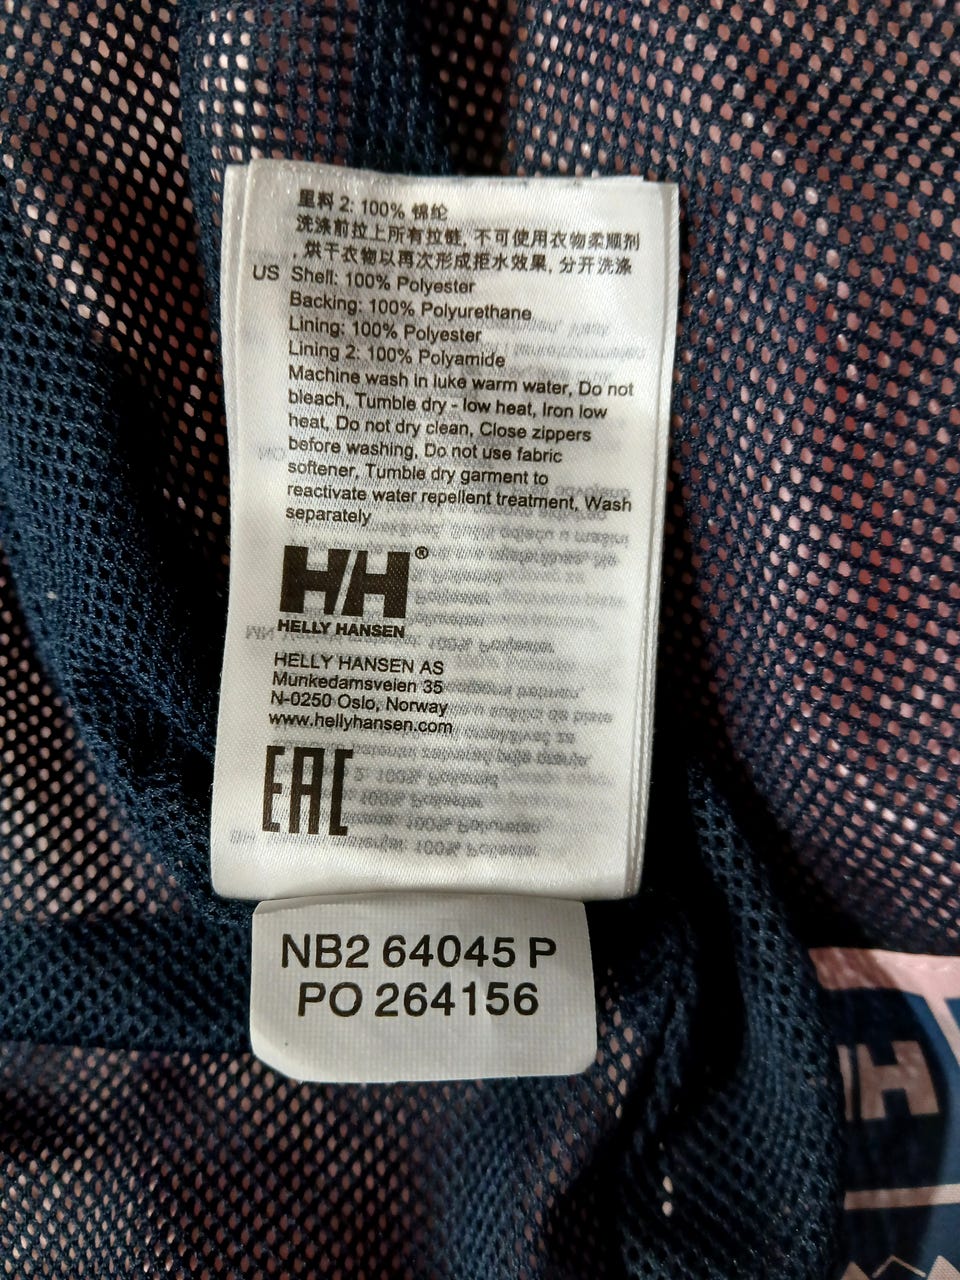 里料 2: 100% 锦纶
洗涤前拉上所有拉链, 不可使用衣物柔顺剂
, 烘干衣物以再次形成拒水效果, 分开洗涤
US Shell: 100% Polyester
Backing: 100% Polyurethane
Lining: 100% Polyester
Lining 2: 100% Polyamide
Machine wash in luke warm water, Do not
bleach, Tumble dry - low heat, Iron low
heat, Do not dry clean, Close zippers
before washing, Do not use fabric
softener, Tumble dry garment to
reactivate water repellent treatment, Wash
separately
HH®
HELLY HANSEN
HELLY HANSEN AS
Munkedamsveien 35
N-0250 Oslo, Norway
www.hellyhansen.com
EAC
NB2 64045 P
PO 264156
HH